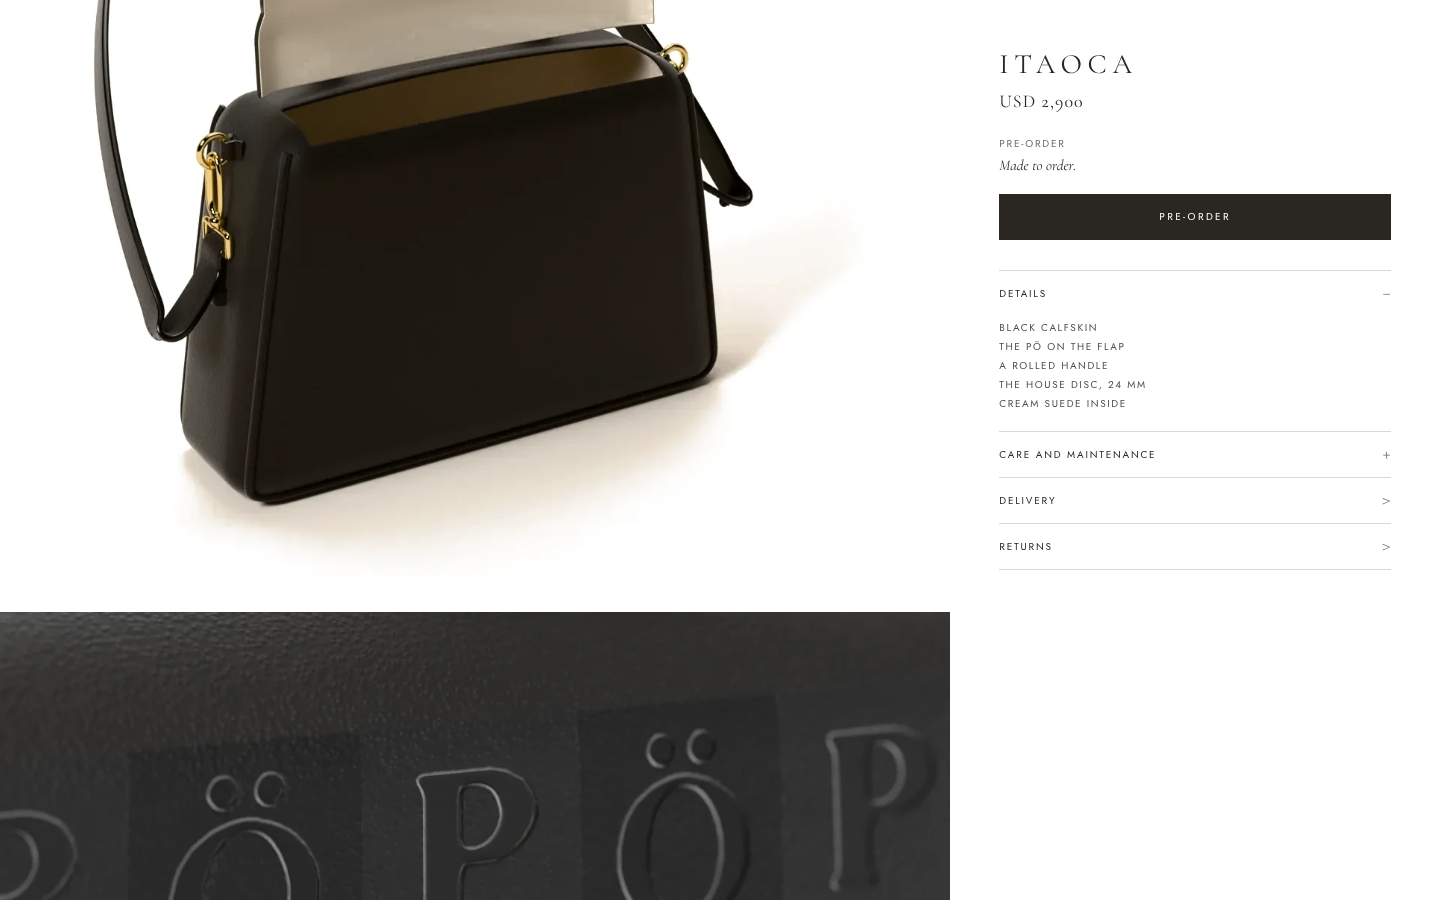 ITAOCA
USD 2,900
PRE-ORDER
Made to order.
PRE-ORDER
DETAILS −
BLACK CALFSKIN
THE PÖ ON THE FLAP
A ROLLED HANDLE
THE HOUSE DISC, 24 MM
CREAM SUEDE INSIDE
CARE AND MAINTENANCE +
DELIVERY >
RETURNS >
P Ö P Ö P